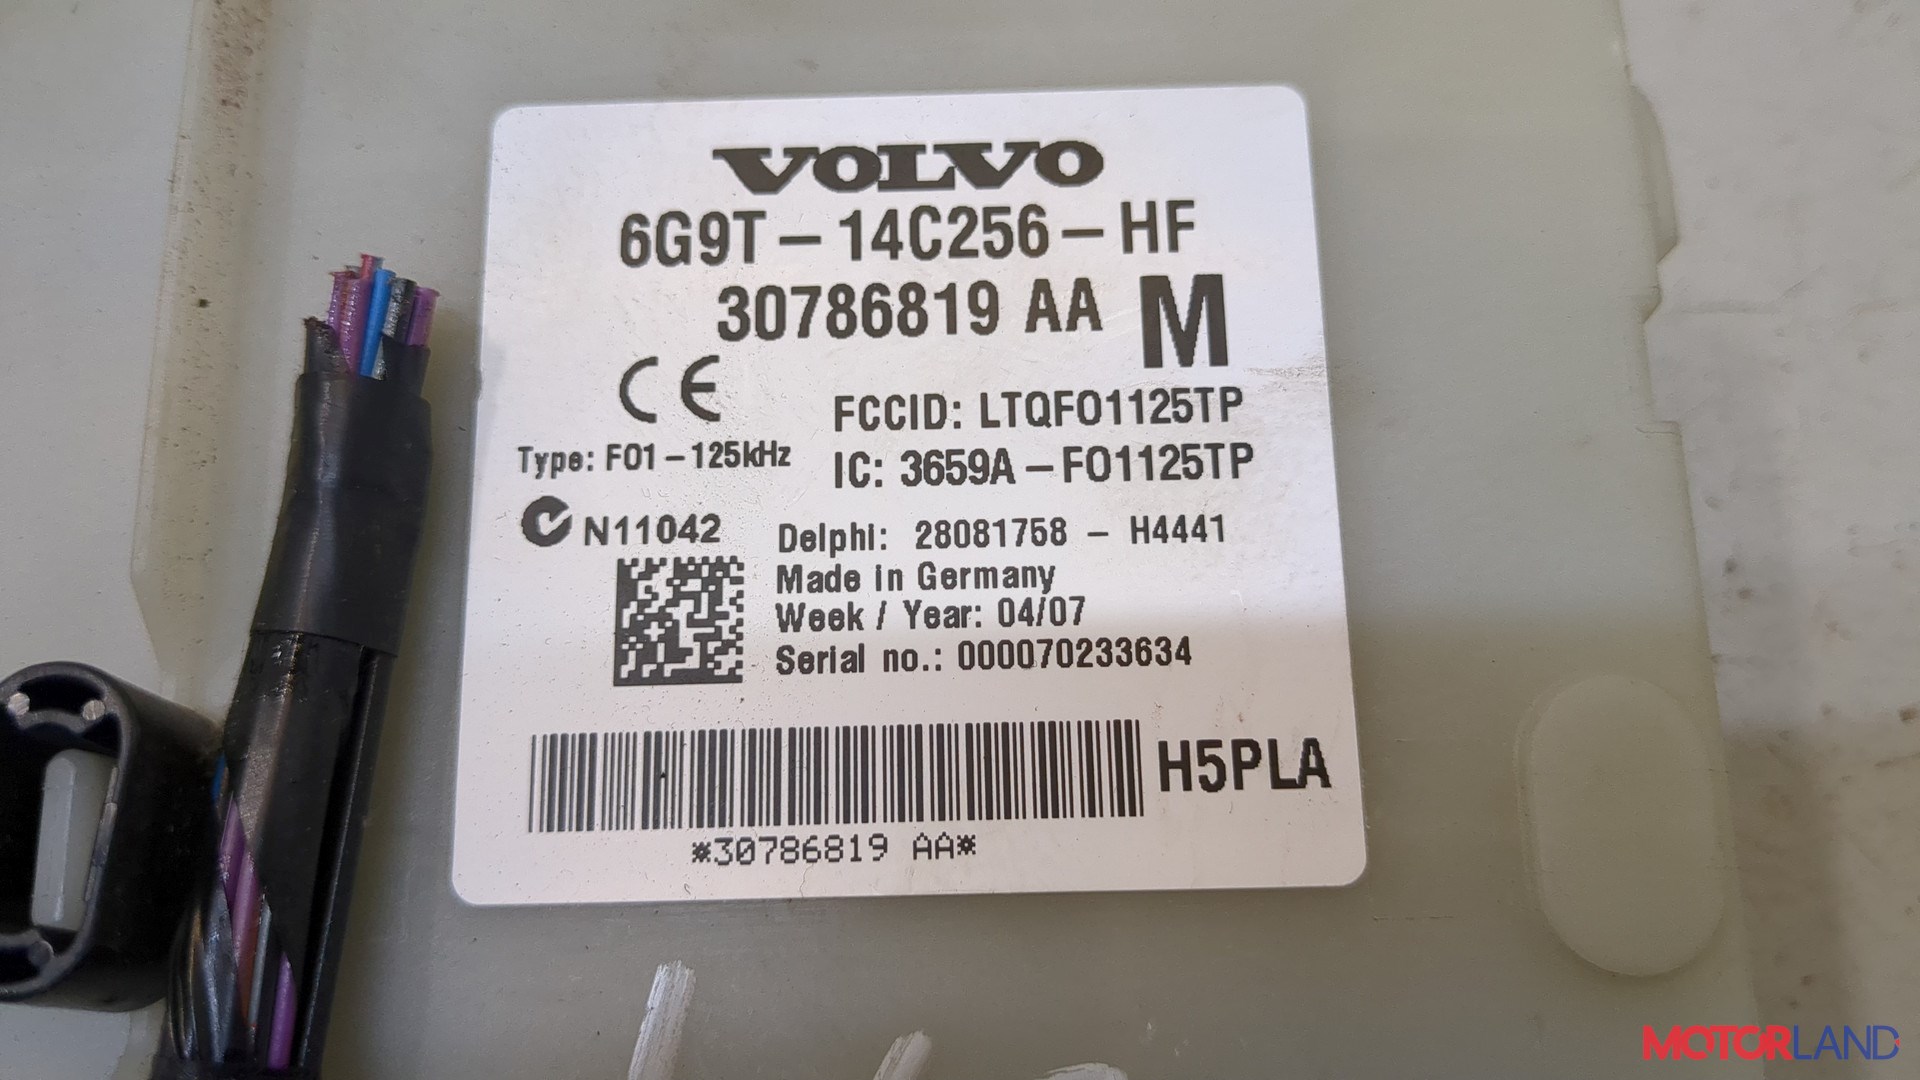 VOLVO
6G9T-14C256-HF
30786819 AA M
CE
FCCID: LTQFO1125TP
Type: FO1-125kHz
IC: 3659A-FO1125TP
N11042
Delphi: 28081758 - H4441
Made in Germany
Week / Year: 04/07
Serial no.: 000070233634
H5PLA
*30786819 AA*
MOTORLAND